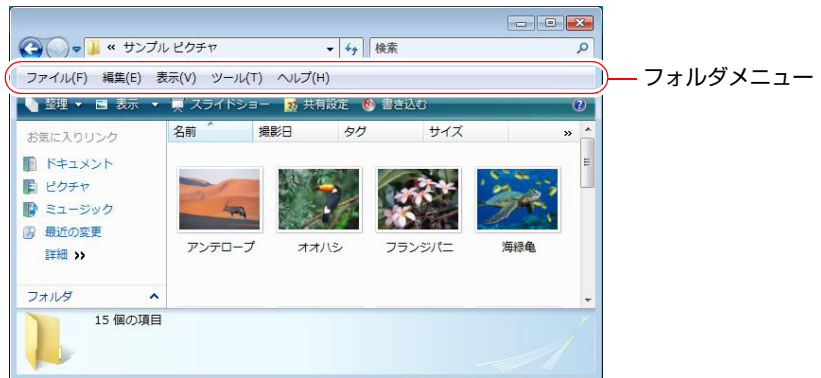 « サンプル ピクチャ
検索
ファイル(F) 編集(E) 表示(V) ツール(T) ヘルプ(H)
フォルダメニュー
整理 表示 スライドショー 共有設定 書き込む
お気に入りリンク
ドキュメント
ピクチャ
ミュージック
最近の変更
詳細 »
フォルダ
名前 撮影日 タグ サイズ »
アンテロープ オオハシ フランジパニ 海緑亀
15 個の項目